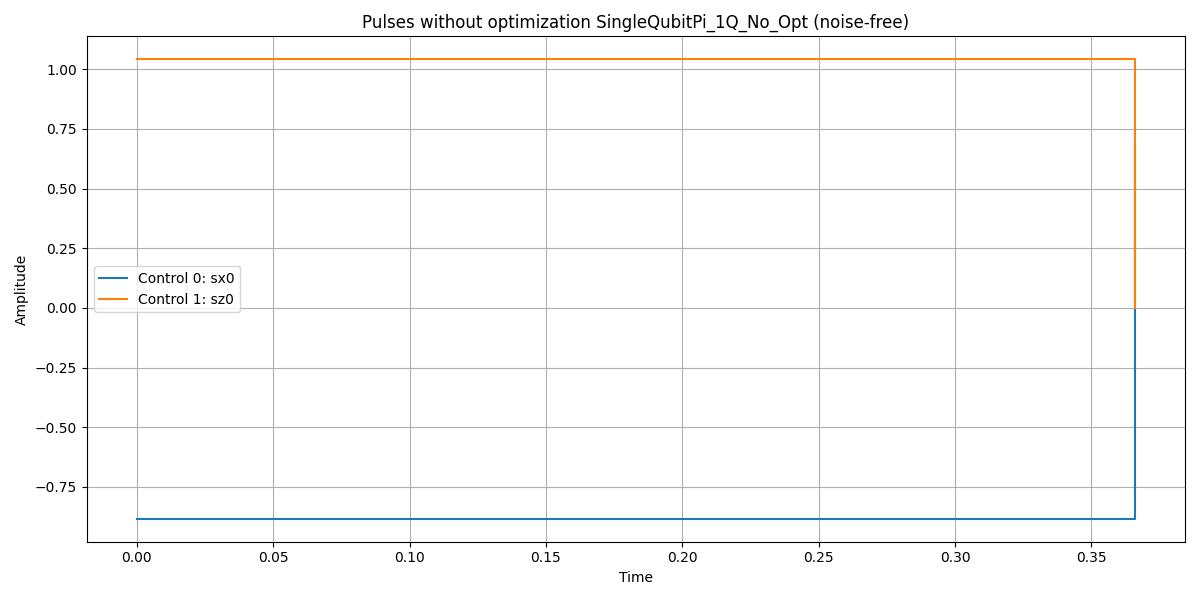 Pulses without optimization SingleQubitPi_1Q_No_Opt (noise-free)
1.00
0.75
0.50
0.25
0.00
−0.25
−0.50
−0.75
Amplitude
Control 0: sx0
Control 1: sz0
0.00 0.05 0.10 0.15 0.20 0.25 0.30 0.35
Time